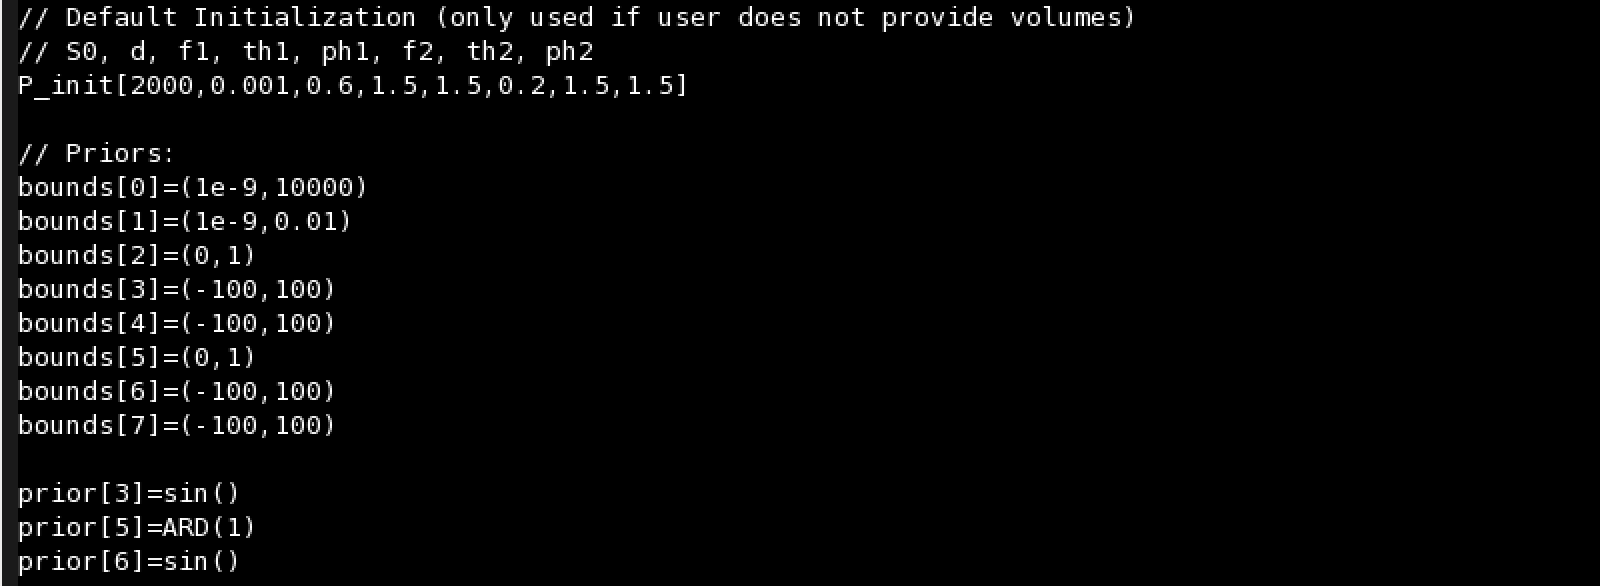 // Default Initialization (only used if user does not provide volumes)
// S0, d, f1, th1, ph1, f2, th2, ph2
P_init[2000,0.001,0.6,1.5,1.5,0.2,1.5,1.5]
// Priors:
bounds[0]=(1e-9,10000)
bounds[1]=(1e-9,0.01)
bounds[2]=(0,1)
bounds[3]=(-100,100)
bounds[4]=(-100,100)
bounds[5]=(0,1)
bounds[6]=(-100,100)
bounds[7]=(-100,100)
prior[3]=sin()
prior[5]=ARD(1)
prior[6]=sin()